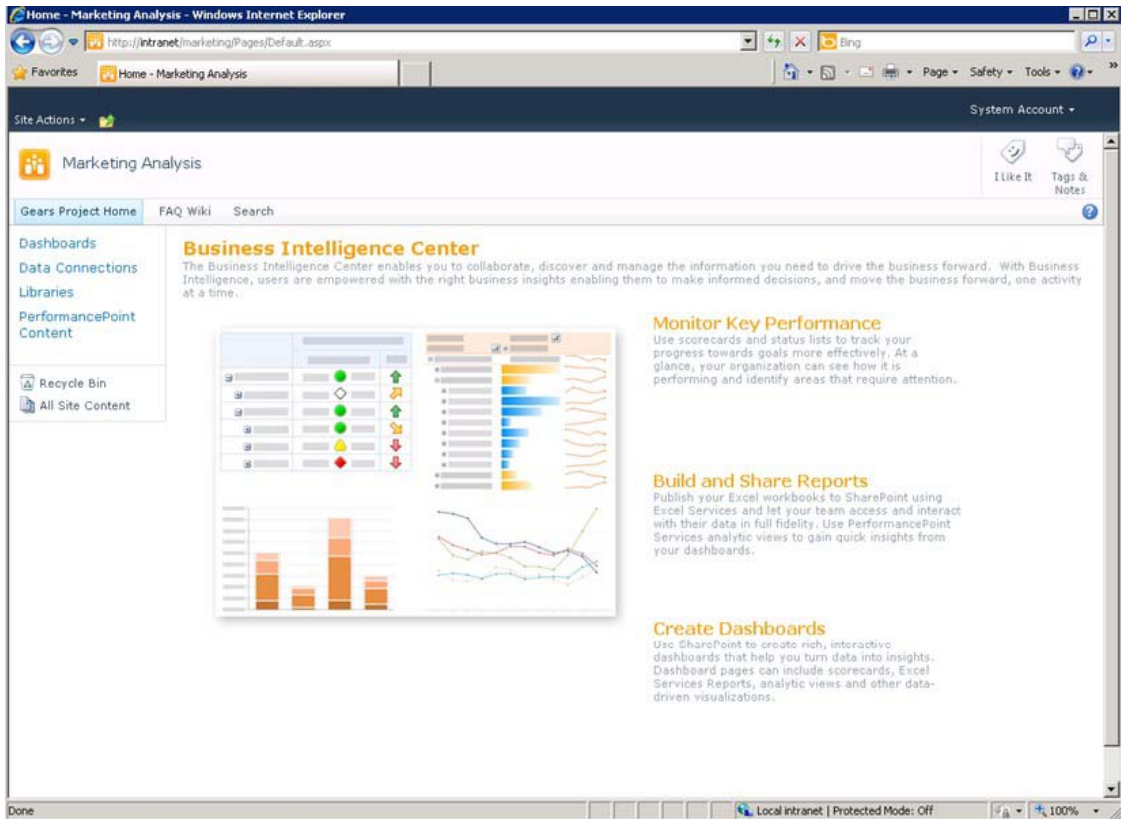 Home - Marketing Analysis - Windows Internet Explorer
http://intranet/marketing/Pages/Default.aspx
Bing
Favorites
Home - Marketing Analysis
Page
Safety
Tools
»
Site Actions
System Account
Marketing Analysis
I Like It
Tags &
Notes
Gears Project Home
FAQ Wiki
Search
Dashboards
Data Connections
Libraries
PerformancePoint
Content
Recycle Bin
All Site Content
Business Intelligence Center
The Business Intelligence Center enables you to collaborate, discover and manage the information you need to drive the business forward. With Business
Intelligence, users are empowered with the right business insights enabling them to make informed decisions, and move the business forward, one activity
at a time.
Monitor Key Performance
Use scorecards and status lists to track your
progress towards goals more effectively. At a
glance, your organization can see how it is
performing and identify areas that require attention.
Build and Share Reports
Publish your Excel workbooks to SharePoint using
Excel Services and let your team access and interact
with their data in full fidelity. Use PerformancePoint
Services analytic views to gain quick insights from
your dashboards.
Create Dashboards
Use SharePoint to create rich, interactive
dashboards that help you turn data into insights.
Dashboard pages can include scorecards, Excel
Services Reports, analytic views and other data-
driven visualizations.
Done
Local intranet | Protected Mode: Off
100%